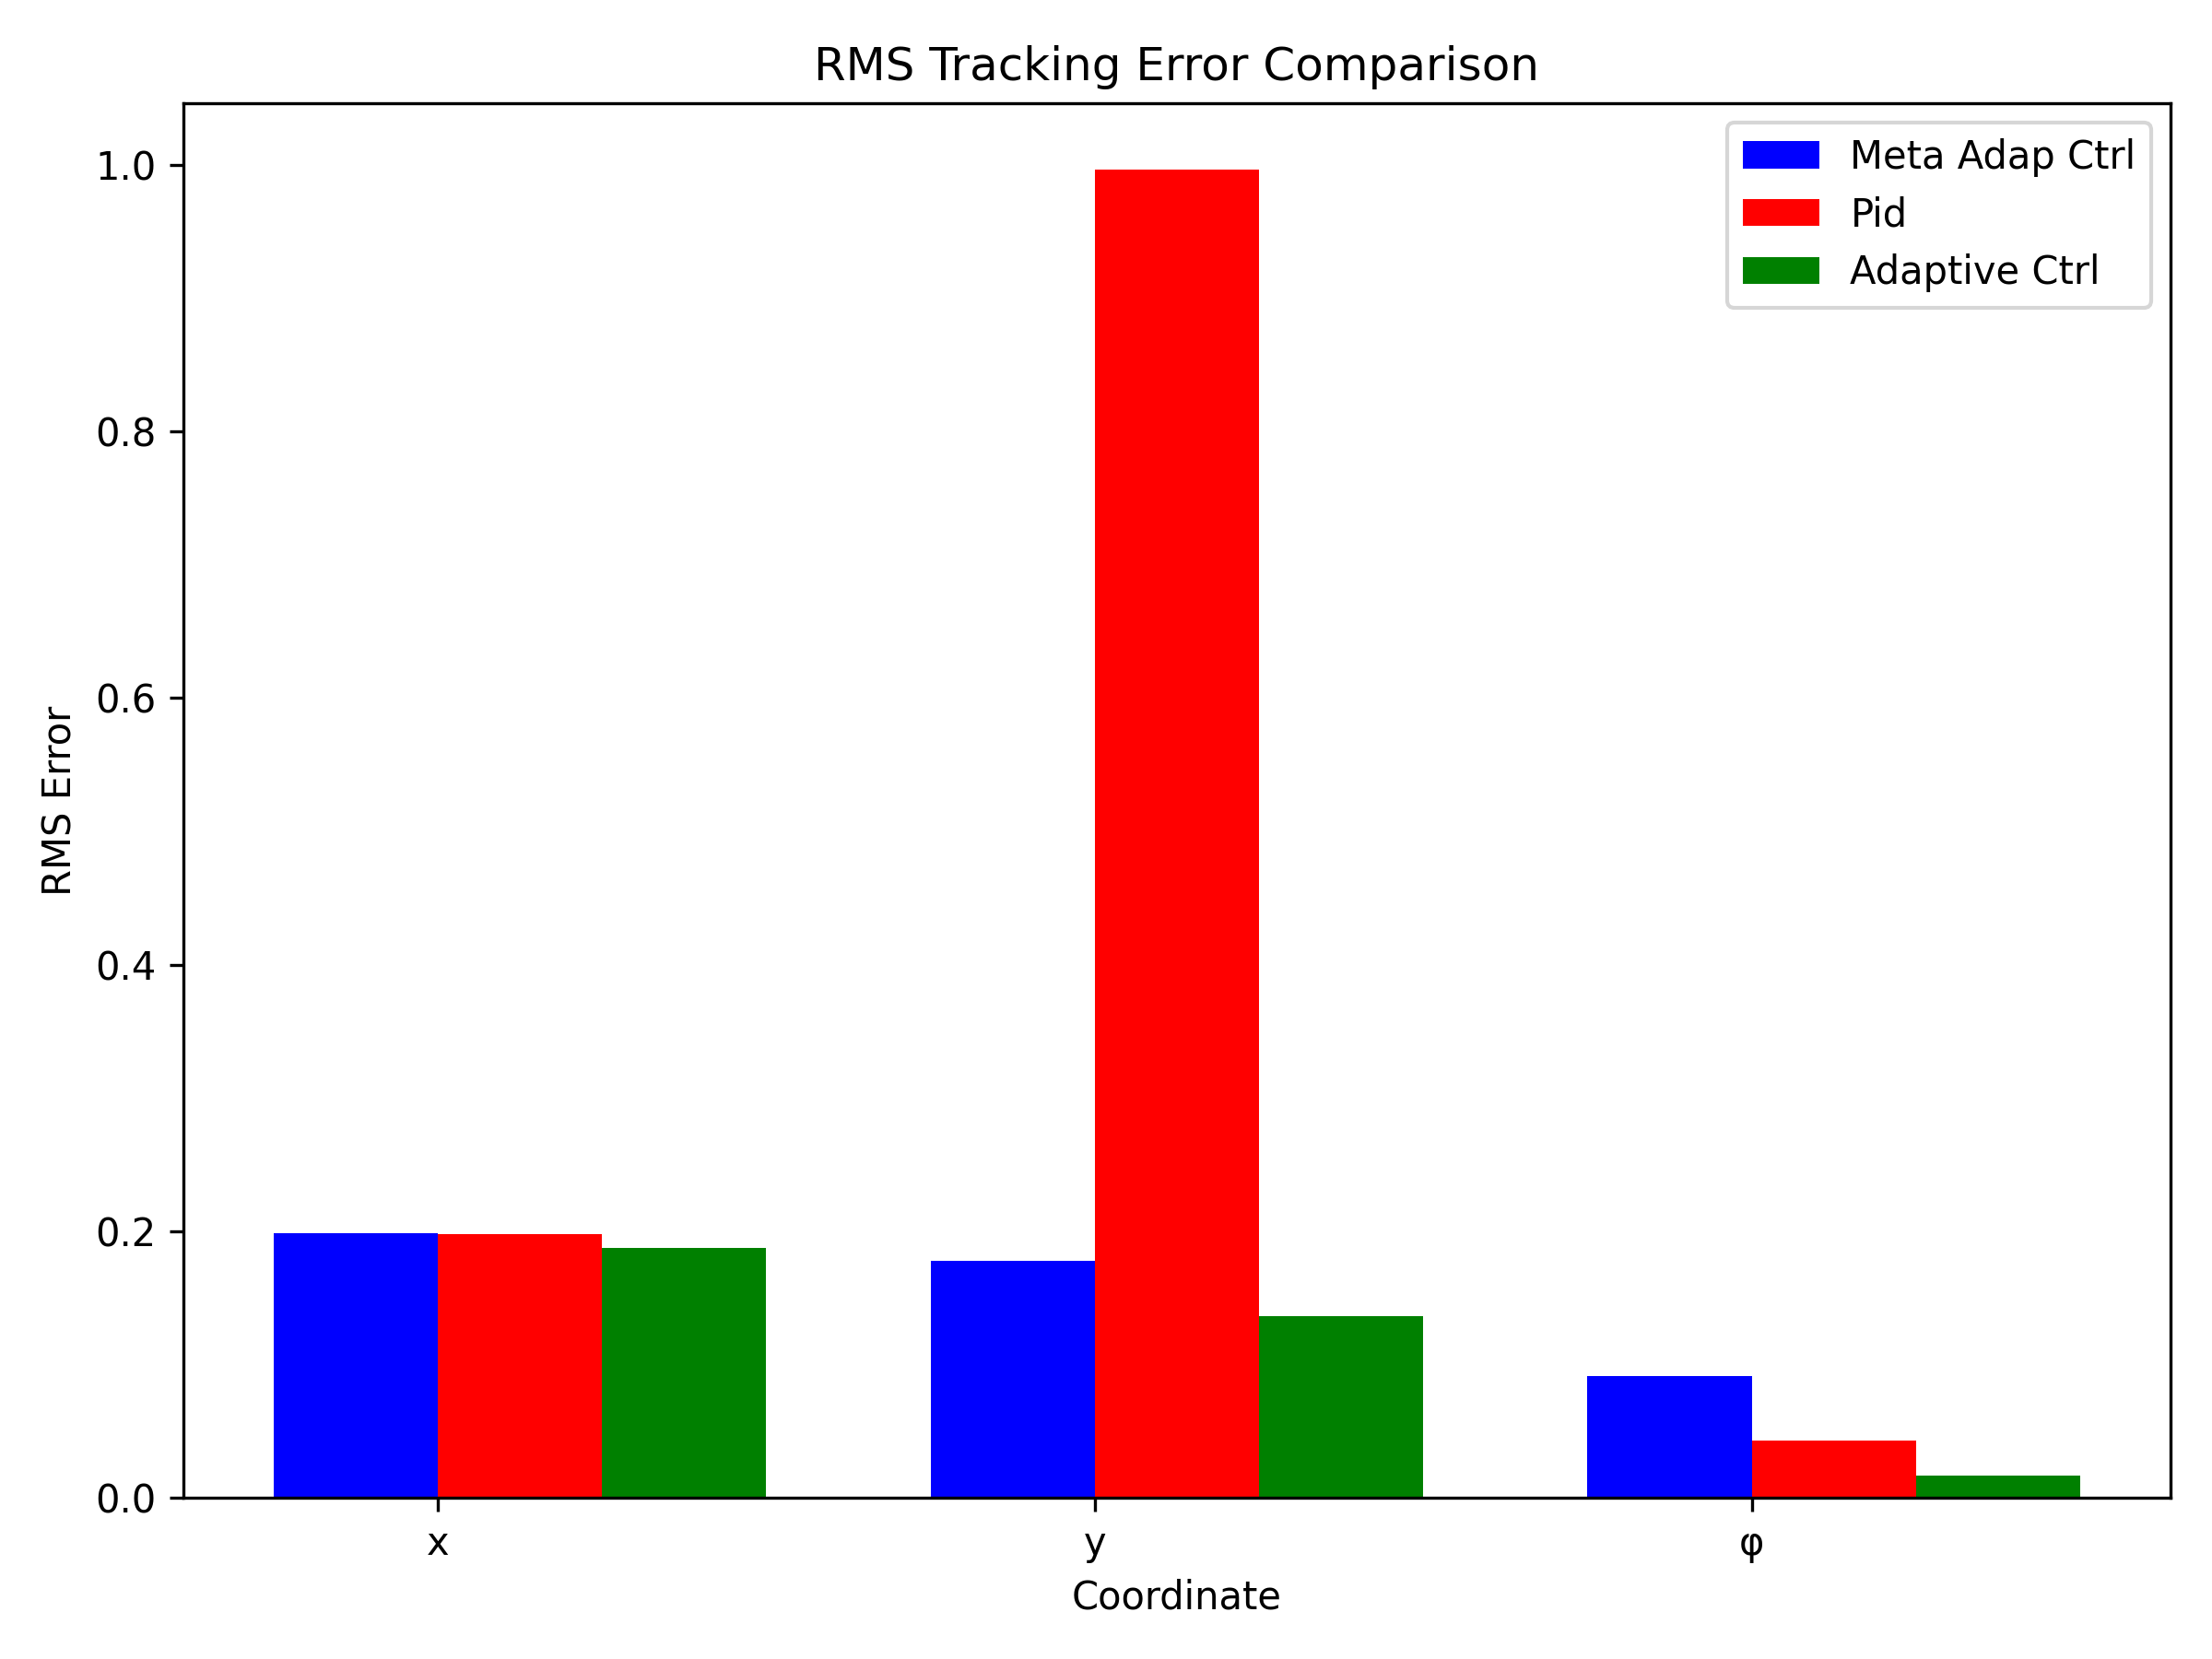 RMS Tracking Error Comparison
Meta Adap Ctrl
Pid
Adaptive Ctrl
1.0
0.8
0.6
0.4
0.2
0.0
RMS Error
x
y
φ
Coordinate